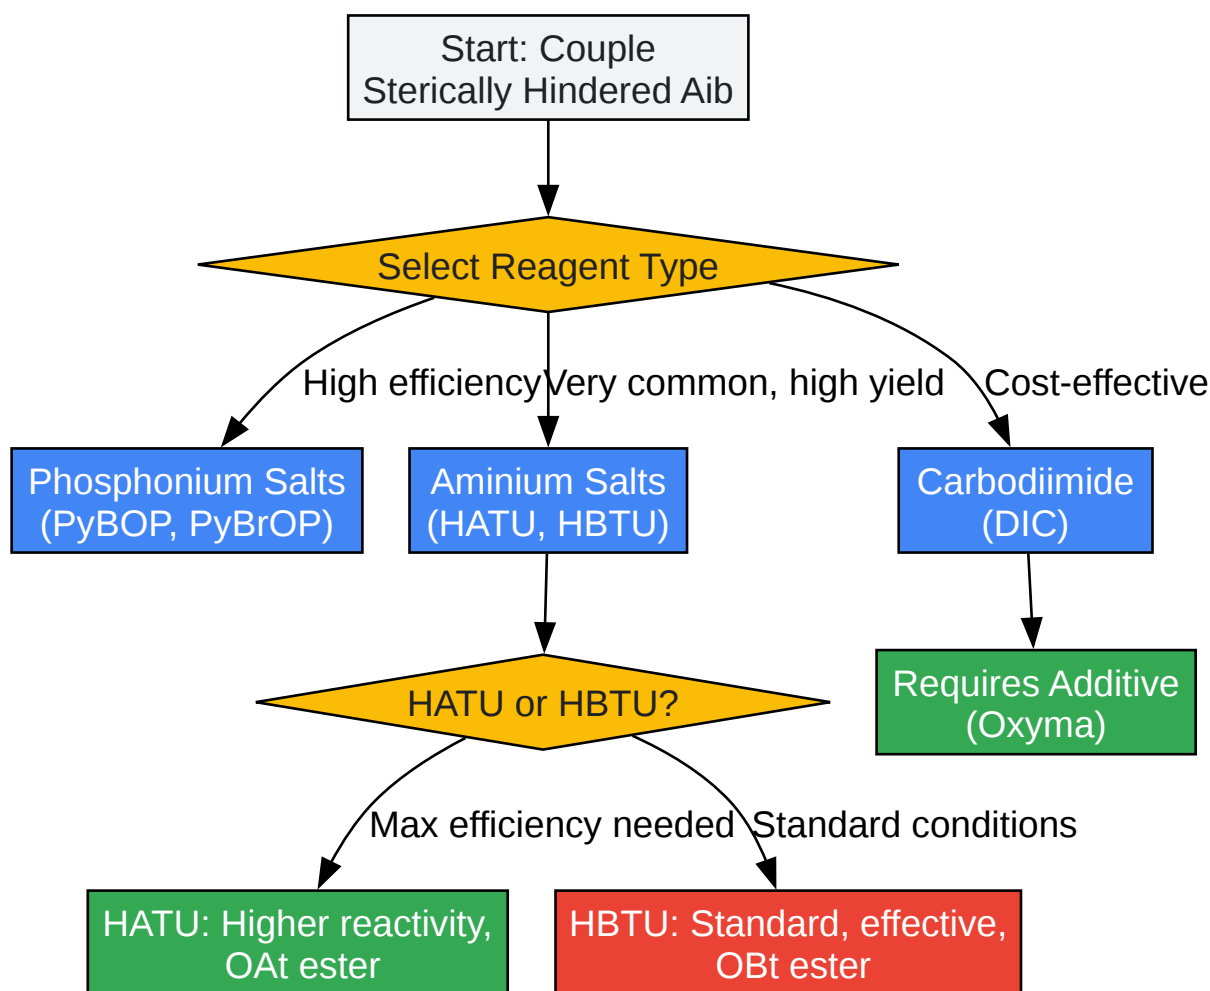 Start: Couple
Sterically Hindered Aib
Select Reagent Type
High efficiency
Very common, high yield
Cost-effective
Phosphonium Salts
(PyBOP, PyBrOP)
Aminium Salts
(HATU, HBTU)
Carbodiimide
(DIC)
HATU or HBTU?
Requires Additive
(Oxyma)
Max efficiency needed
Standard conditions
HATU: Higher reactivity,
OAt ester
HBTU: Standard, effective,
OBt ester